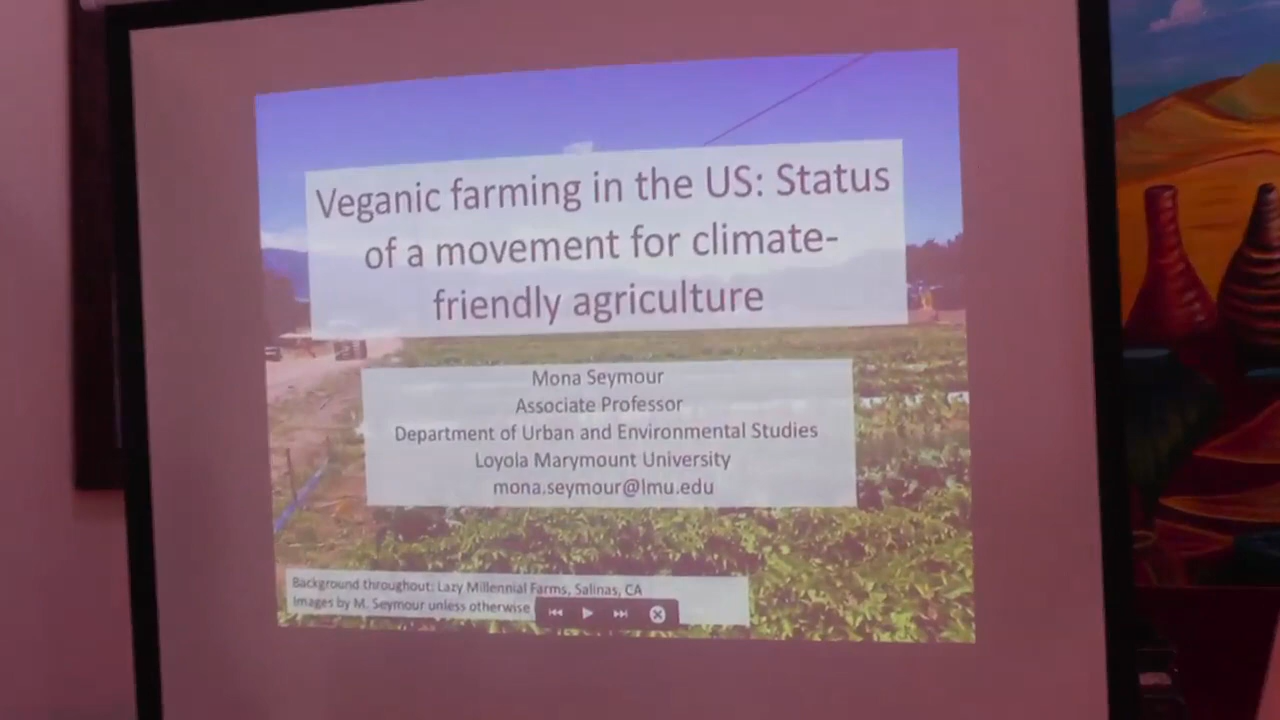 Veganic farming in the US: Status
of a movement for climate-
friendly agriculture
Mona Seymour
Associate Professor
Department of Urban and Environmental Studies
Loyola Marymount University
mona.seymour@lmu.edu
Background throughout: Lazy Millennial Farms, Salinas, CA
Images by M. Seymour unless otherwise